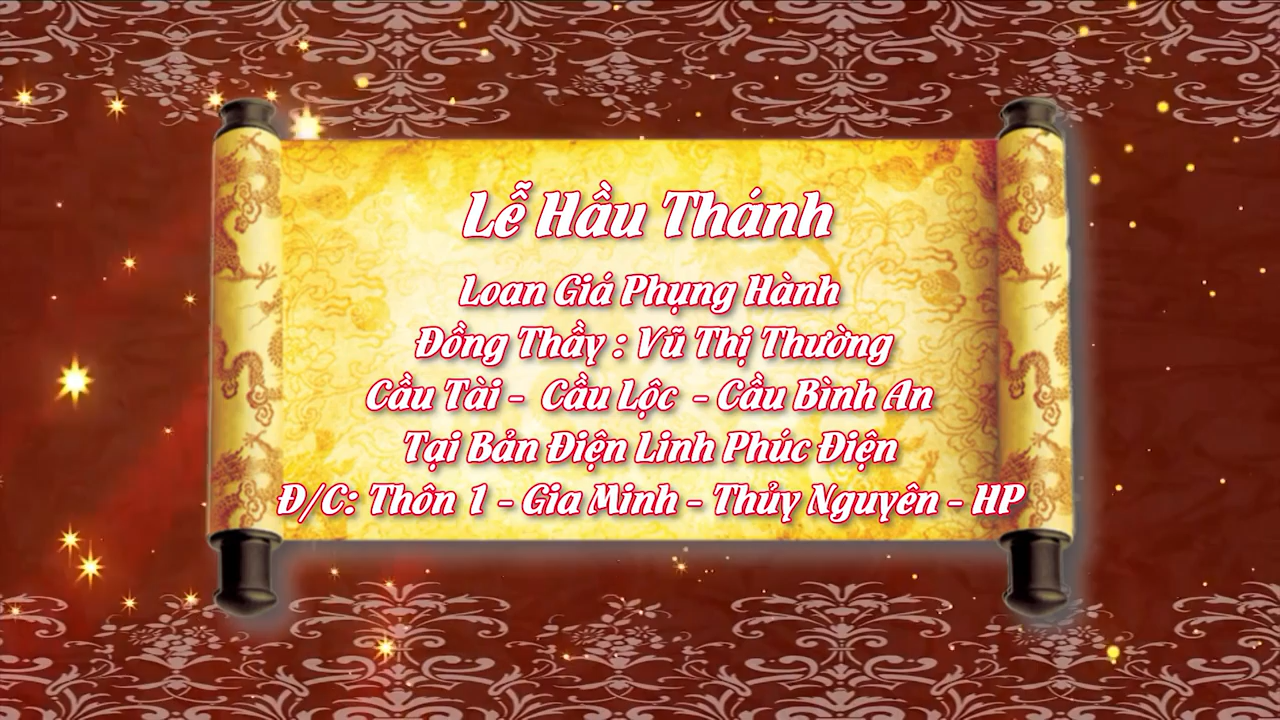 Lễ Hầu Thánh
Loan Giá Phụng Hành
Đồng Thầy : Vũ Thị Thường
Cầu Tài - Cầu Lộc - Cầu Bình An
Tại Bản Điện Linh Phúc Điện
Đ/C: Thôn 1 - Gia Minh - Thủy Nguyên - HP